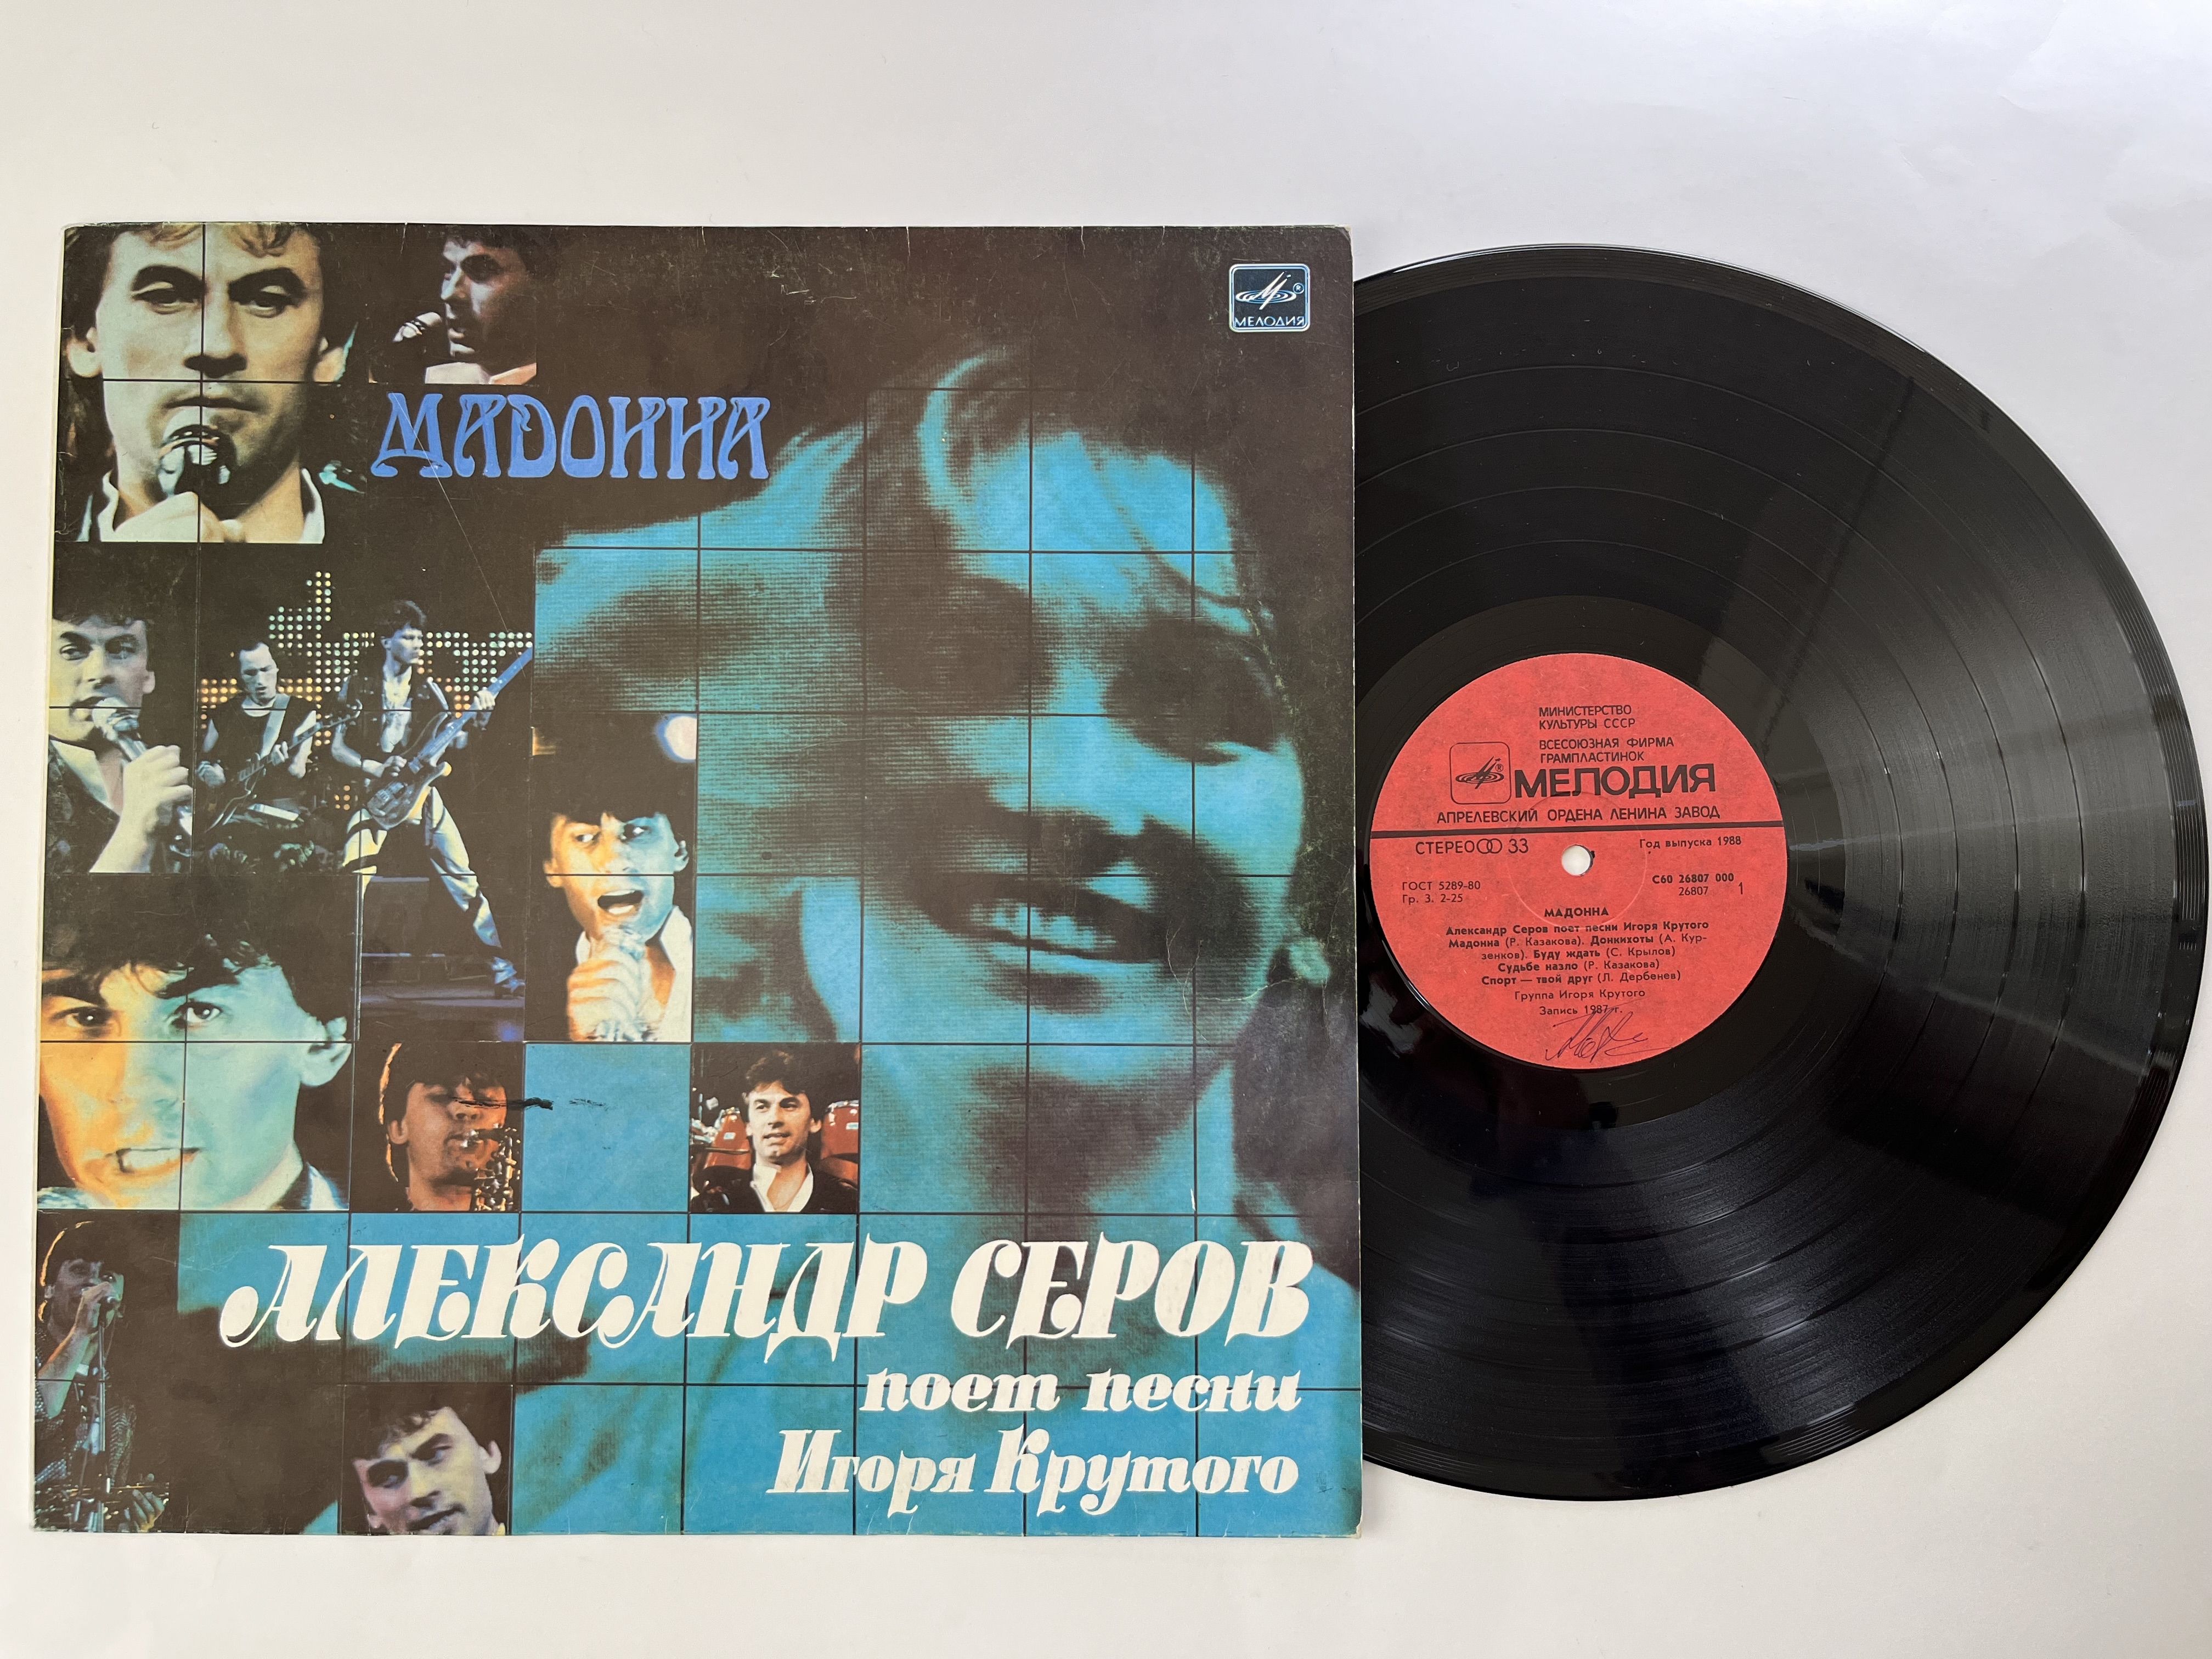 МАДОННА
МЕЛОДИЯ
АЛЕКСАНДР СЕРОВ
поет песни
Игоря Крутого
МИНИСТЕРСТВО
КУЛЬТУРЫ СССР
ВСЕСОЮЗНАЯ ФИРМА
ГРАМПЛАСТИНОК
МЕЛОДИЯ
АПРЕЛЕВСКИЙ ОРДЕНА ЛЕНИНА ЗАВОД
СТЕРЕО 33
Год выпуска 1988
ГОСТ 5289-80
Гр. 3. 2-25
С60 26807 000
26807 1
МАДОННА
Александр Серов поет песни Игоря Крутого
Мадонна (Р. Казакова). Донкихоты (А. Кур-
зенков). Буду ждать (С. Крылов)
Судьбе назло (Р. Казакова)
Спорт — твой друг (Л. Дербенев)
Группа Игоря Крутого
Запись 1987 г.